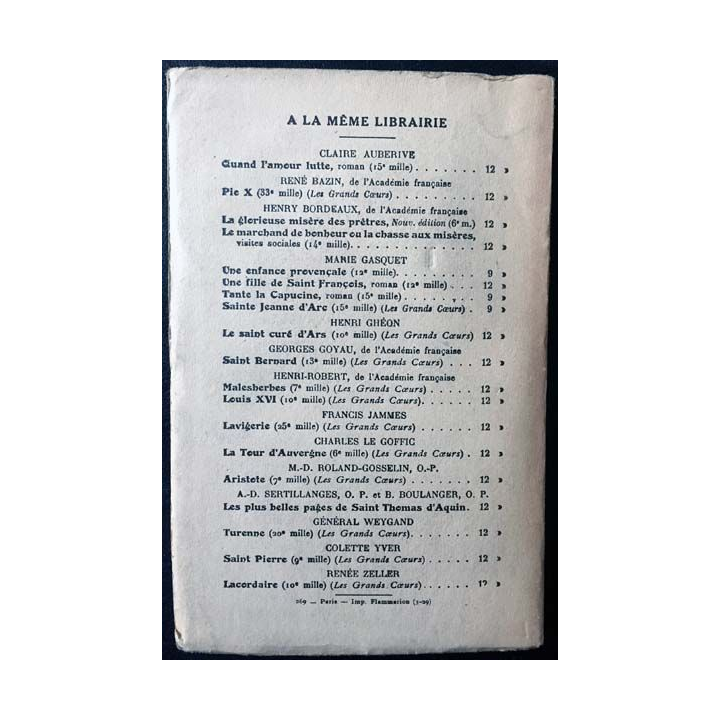 A LA MÊME LIBRAIRIE
CLAIRE AUBERIVE
Quand l'amour lutte, roman (15e mille) . . . . . . . 12 »
RENÉ BAZIN, de l'Académie française
Pie X (33e mille) (Les Grands Cœurs) . . . . . . . 12 »
HENRY BORDEAUX, de l'Académie française
La glorieuse misère des prêtres, Nouv. édition (6e m.) 12 »
Le marchand de bonheur ou la chasse aux misères,
visites sociales (14e mille). . . . . . . . . . . . . 12 »
MARIE GASQUET
Une enfance provençale (12e mille). . . . . . . . . 9 »
Une fille de Saint François, roman (12e mille) . . . 12 »
Tante la Capucine, roman (15e mille) . . . . . . . 9 »
Sainte Jeanne d'Arc (15e mille) (Les Grands Cœurs) . 9 »
HENRI GHÉON
Le saint curé d'Ars (10e mille) (Les Grands Cœurs) 12 »
GEORGES GOYAU, de l'Académie française
Saint Bernard (13e mille) (Les Grands Cœurs) . . . 12 »
HENRI-ROBERT, de l'Académie française
Malesherbes (7e mille) (Les Grands Cœurs) . . . . . 12 »
Louis XVI (10e mille) (Les Grands Cœurs). . . . . . 12 »
FRANCIS JAMMES
Lavigerie (25e mille) (Les Grands Cœurs) . . . . . . 12 »
CHARLES LE GOFFIC
La Tour d'Auvergne (6e mille) (Les Grands Cœurs) . 12 »
M.-D. ROLAND-GOSSELIN, O.-P.
Aristote (7e mille) (Les Grands Cœurs) . . . . . . . 12 »
A.-D. SERTILLANGES, O. P. et B. BOULANGER, O. P.
Les plus belles pages de Saint Thomas d'Aquin. 12 »
GÉNÉRAL WEYGAND
Turenne (20e mille) (Les Grands Cœurs). . . . . . . 12 »
COLETTE YVER
Saint Pierre (9e mille) (Les Grands Cœurs) . . . . . 12 »
RENÉE ZELLER
Lacordaire (10e mille) (Les Grands Cœurs) . . . . . . 12 »
269 — Paris — Imp. Flammarion (3-29)